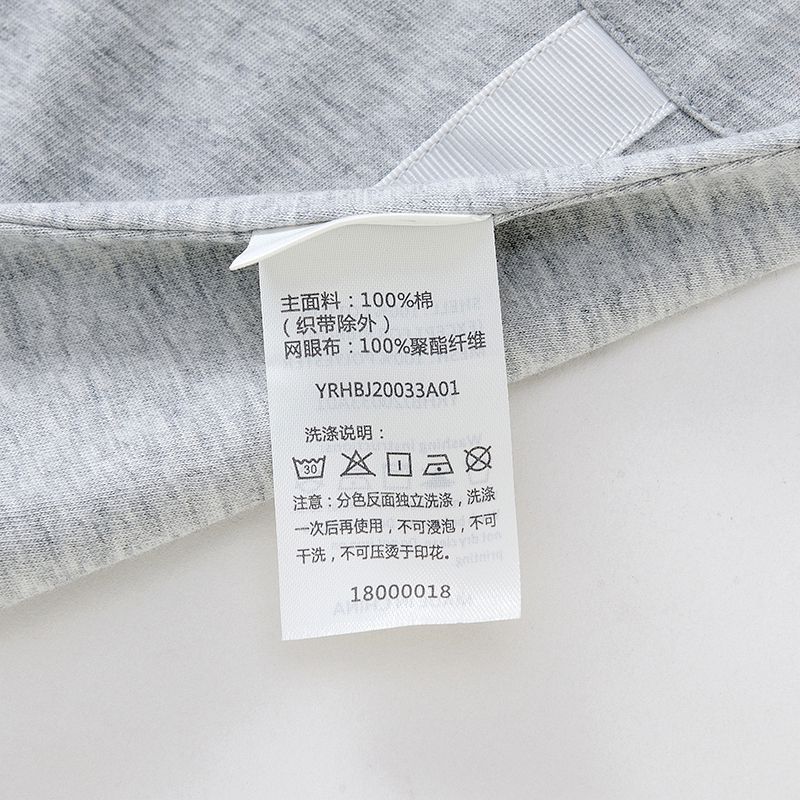 主面料：100%棉
（织带除外）
网眼布：100%聚酯纤维
YRHBJ20033A01
洗涤说明：
30
注意：分色反面独立洗涤，洗涤
一次后再使用，不可浸泡，不可
干洗，不可压烫于印花。
18000018